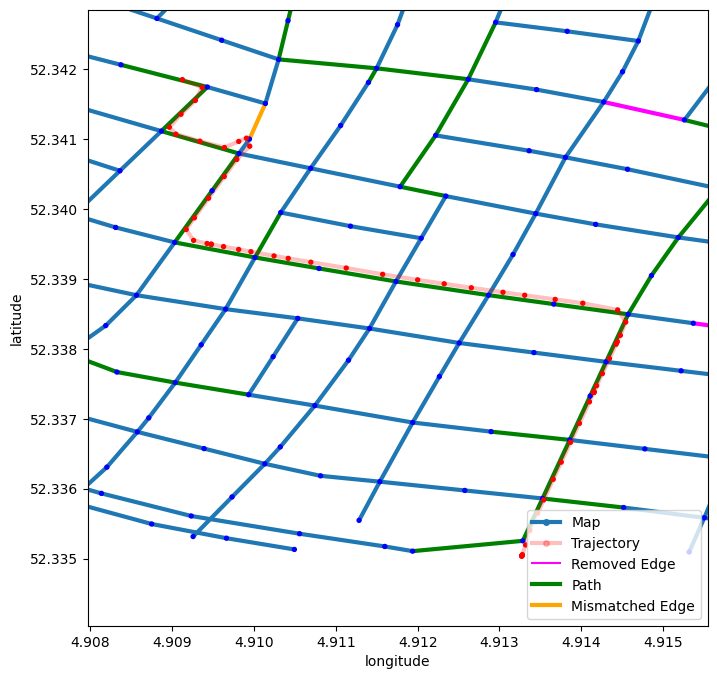 52.342
52.341
52.340
52.339
52.338
52.337
52.336
52.335
latitude
4.908 4.909 4.910 4.911 4.912 4.913 4.914 4.915
longitude
Map
Trajectory
Removed Edge
Path
Mismatched Edge